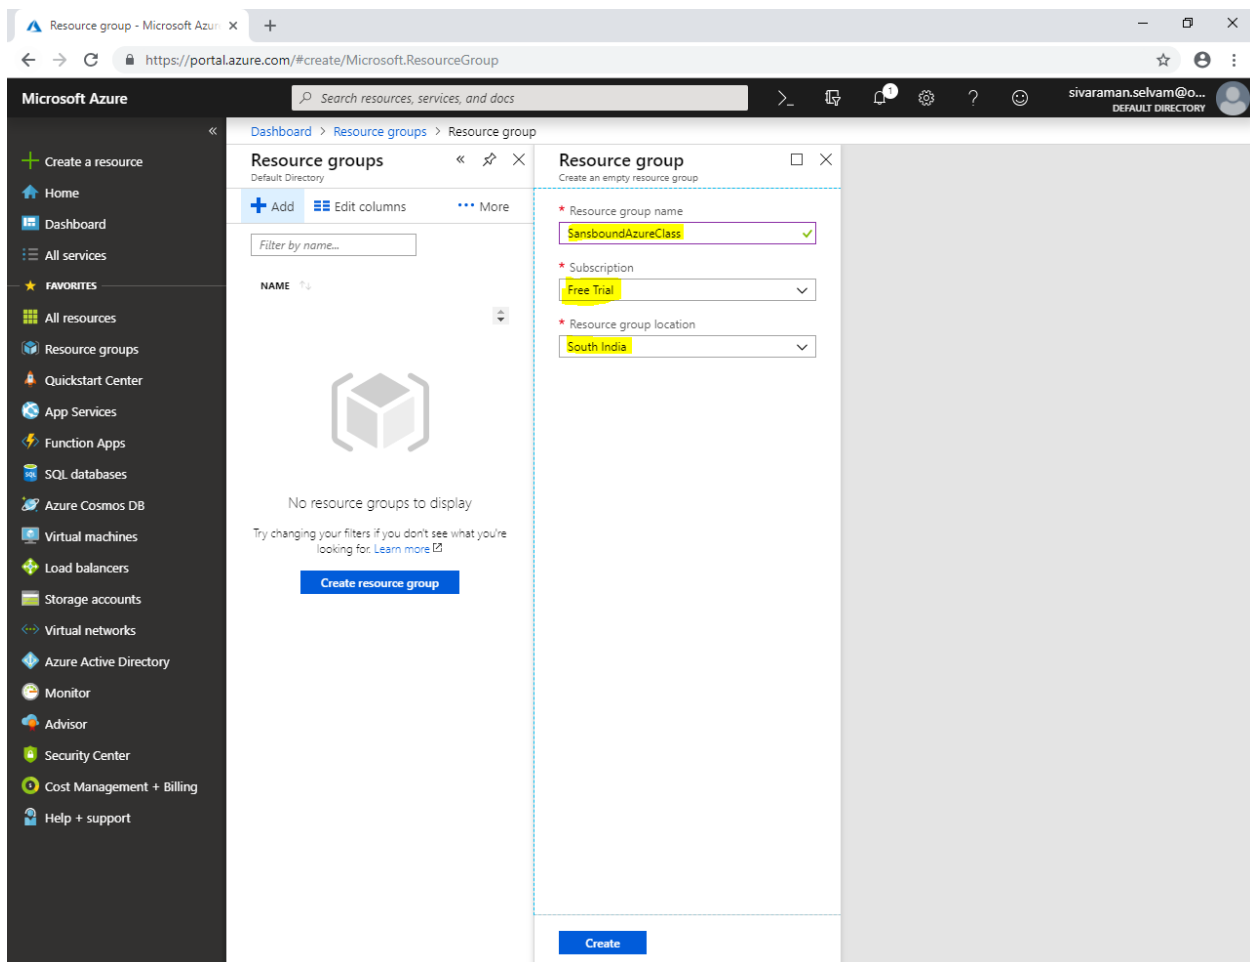 Resource group - Microsoft Azur
https://portal.azure.com/#create/Microsoft.ResourceGroup
Microsoft Azure
Search resources, services, and docs
1
sivaraman.selvam@o...
DEFAULT DIRECTORY
Create a resource
Home
Dashboard
All services
FAVORITES
All resources
Resource groups
Quickstart Center
App Services
Function Apps
SQL databases
Azure Cosmos DB
Virtual machines
Load balancers
Storage accounts
Virtual networks
Azure Active Directory
Monitor
Advisor
Security Center
Cost Management + Billing
Help + support
Dashboard > Resource groups > Resource group
Resource groups
Default Directory
Add Edit columns ••• More
Filter by name...
NAME
No resource groups to display
Try changing your filters if you don't see what you're
looking for. Learn more
Create resource group
Resource group
Create an empty resource group
* Resource group name
SansboundAzureClass
* Subscription
Free Trial
* Resource group location
South India
Create